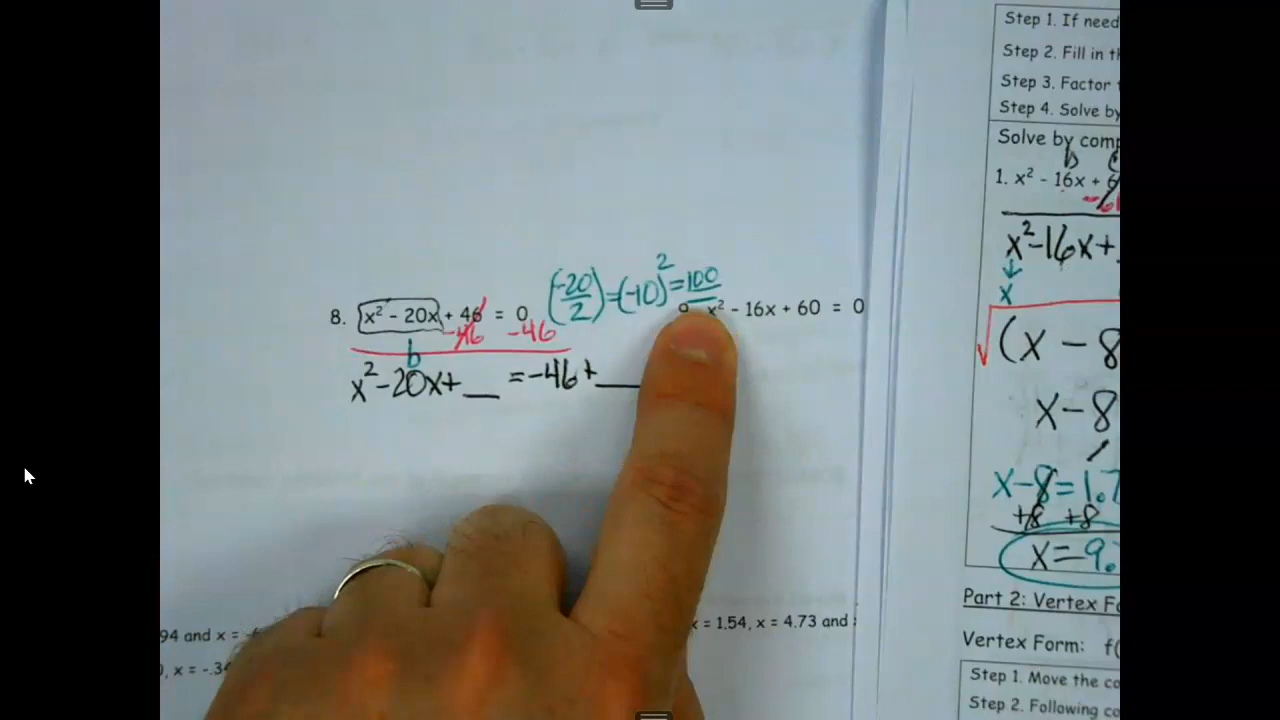 8. x² - 20x + 46 = 0
-46 -46
(-20/2) = (-10)² = 100
x² - 16x + 60 = 0
b
x² - 20x + __ = -46 + __
94 and x =
x = 1.54, x = 4.73 and
, x = -.34
Step 1. If need
Step 2. Fill in
Step 3. Factor
Step 4. Solve by
Solve by comp
b
1. x² - 16x + 6
x² - 16x +
x
(x - 8
x - 8
x - 8 = 1.7
+8 +8
x = 9.
Part 2: Vertex Fo
Vertex Form: f(
Step 1. Move the co
Step 2. Following co